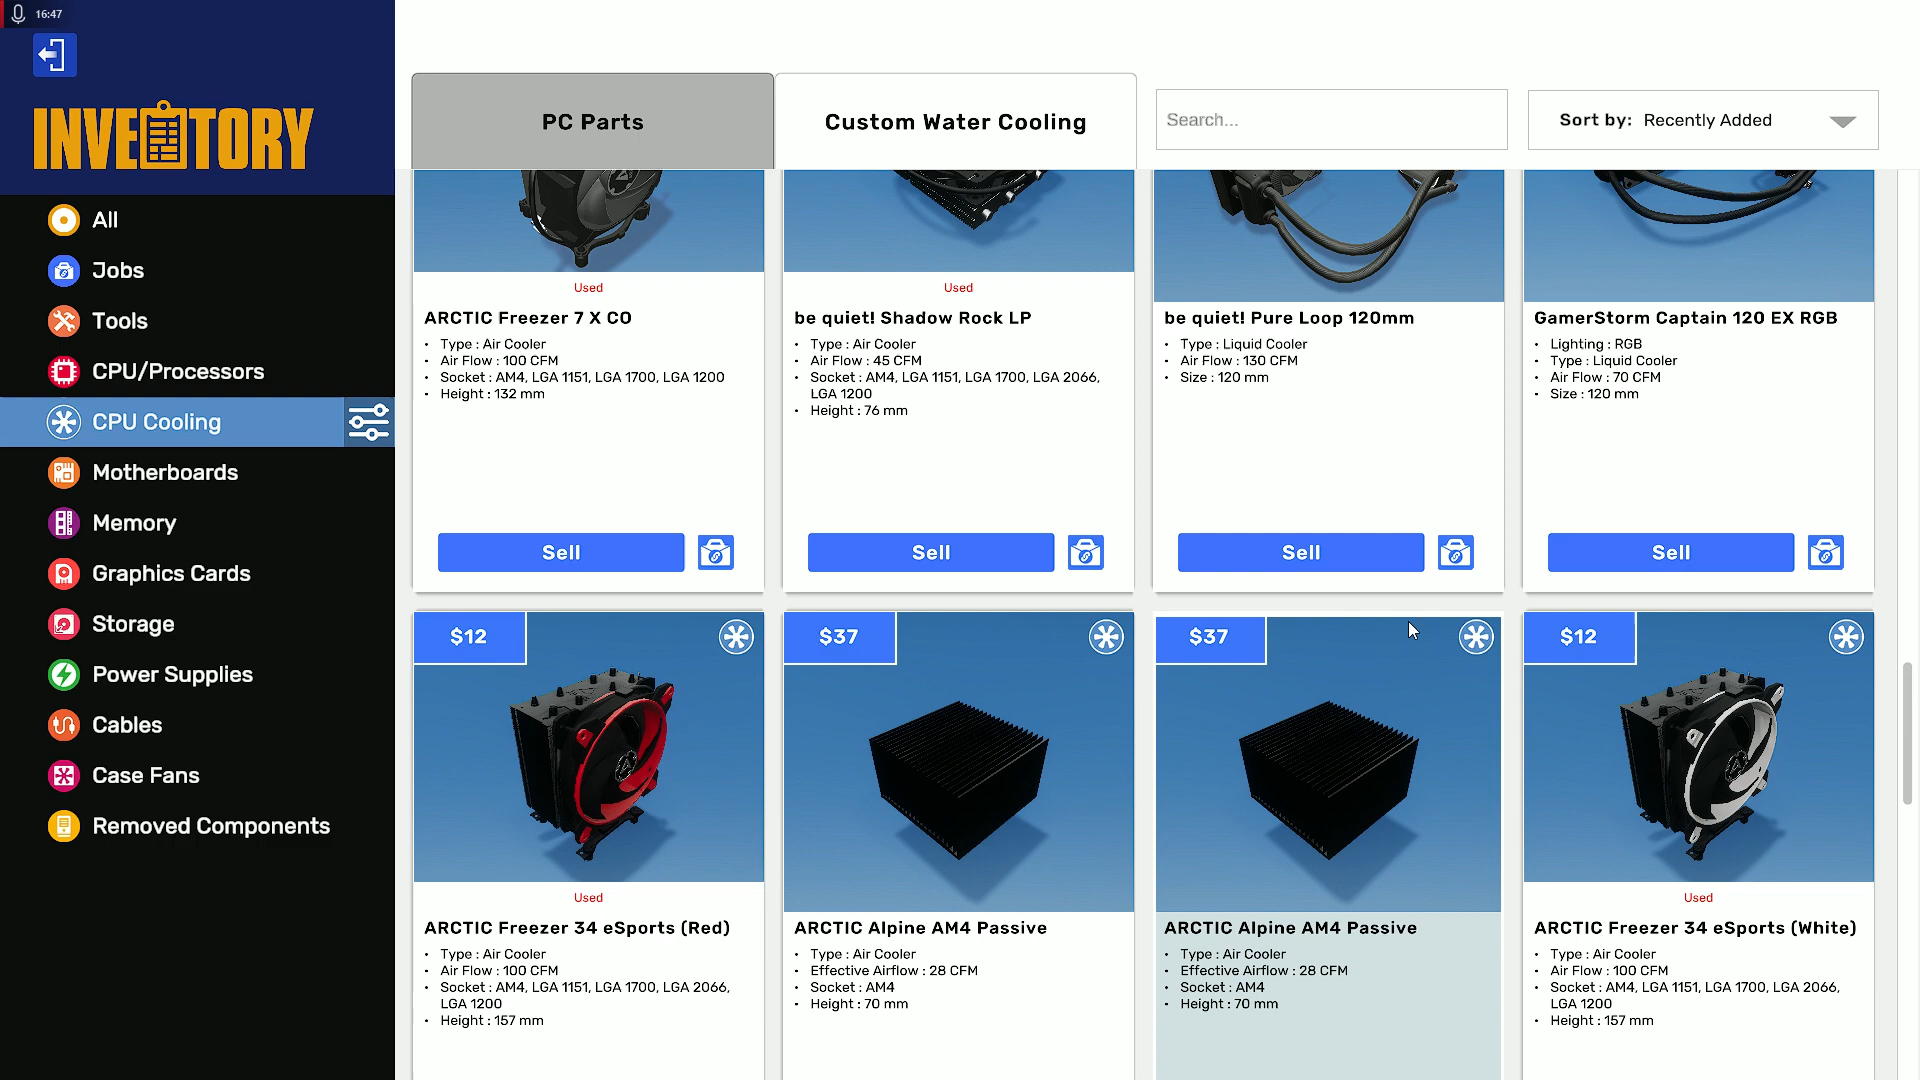 16:47
INVENTORY
All
Jobs
Tools
CPU/Processors
CPU Cooling
Motherboards
Memory
Graphics Cards
Storage
Power Supplies
Cables
Case Fans
Removed Components
PC Parts
Custom Water Cooling
Search...
Sort by: Recently Added
Used
ARCTIC Freezer 7 X CO
• Type : Air Cooler
• Air Flow : 100 CFM
• Socket : AM4, LGA 1151, LGA 1700, LGA 1200
• Height : 132 mm
Sell
Used
be quiet! Shadow Rock LP
• Type : Air Cooler
• Air Flow : 45 CFM
• Socket : AM4, LGA 1151, LGA 1700, LGA 2066,
LGA 1200
• Height : 76 mm
Sell
be quiet! Pure Loop 120mm
• Type : Liquid Cooler
• Air Flow : 130 CFM
• Size : 120 mm
Sell
GamerStorm Captain 120 EX RGB
• Lighting : RGB
• Type : Liquid Cooler
• Air Flow : 70 CFM
• Size : 120 mm
Sell
$12
Used
ARCTIC Freezer 34 eSports (Red)
• Type : Air Cooler
• Air Flow : 100 CFM
• Socket : AM4, LGA 1151, LGA 1700, LGA 2066,
LGA 1200
• Height : 157 mm
$37
ARCTIC Alpine AM4 Passive
• Type : Air Cooler
• Effective Airflow : 28 CFM
• Socket : AM4
• Height : 70 mm
$37
ARCTIC Alpine AM4 Passive
• Type : Air Cooler
• Effective Airflow : 28 CFM
• Socket : AM4
• Height : 70 mm
$12
Used
ARCTIC Freezer 34 eSports (White)
• Type : Air Cooler
• Air Flow : 100 CFM
• Socket : AM4, LGA 1151, LGA 1700, LGA 2066,
LGA 1200
• Height : 157 mm